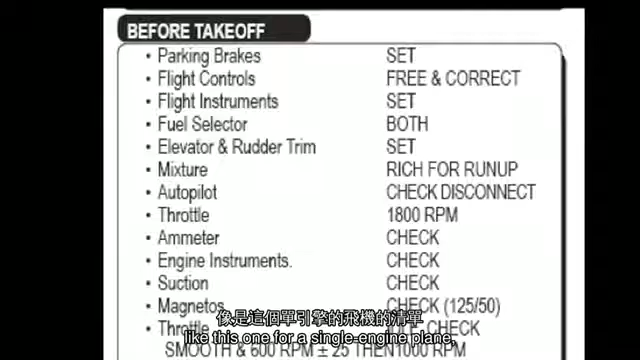 BEFORE TAKEOFF
• Parking Brakes SET
• Flight Controls FREE & CORRECT
• Flight Instruments SET
• Fuel Selector BOTH
• Elevator & Rudder Trim SET
• Mixture RICH FOR RUNUP
• Autopilot CHECK DISCONNECT
• Throttle 1800 RPM
• Ammeter CHECK
• Engine Instruments. CHECK
• Suction CHECK
• Magnetos CHECK (125/50)
像是這個單引擎的飛機的清單
• Throttle CHECK
like this one for a single-engine plane,
SMOOTH & 600 RPM ± 25 THEN 1000 RPM